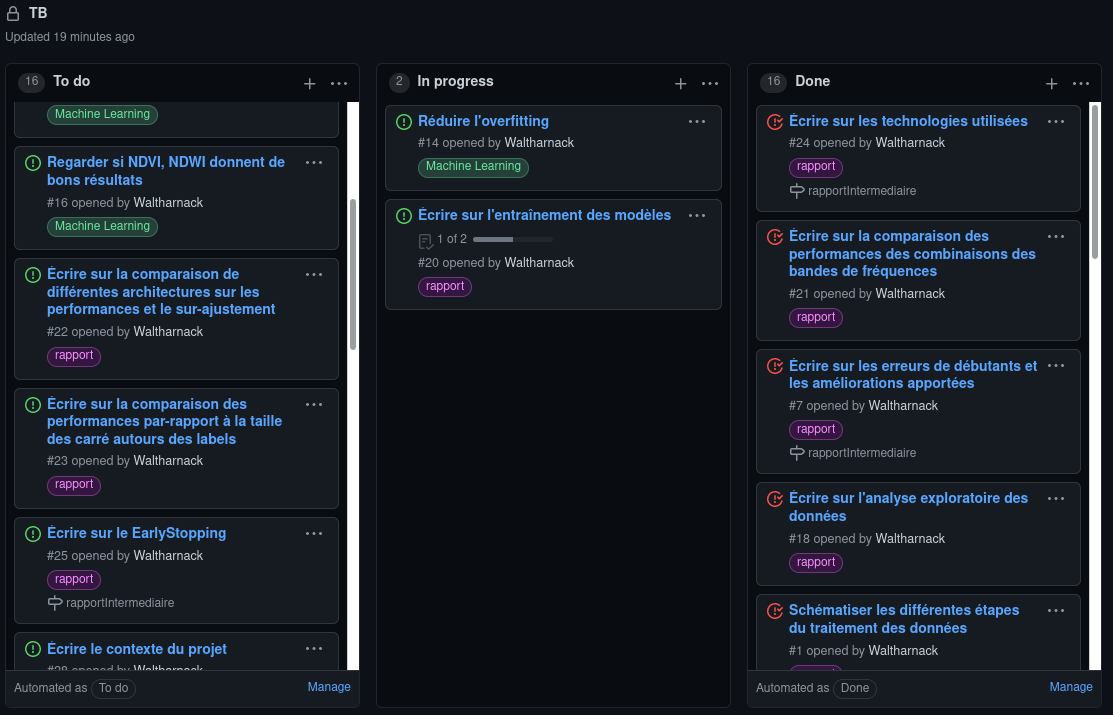 TB
Updated 19 minutes ago
16 To do
Machine Learning
Regarder si NDVI, NDWI donnent de
bons résultats
#16 opened by Waltharnack
Machine Learning
Écrire sur la comparaison de
différentes architectures sur les
performances et le sur-ajustement
#22 opened by Waltharnack
rapport
Écrire sur la comparaison des
performances par-rapport à la taille
des carré autours des labels
#23 opened by Waltharnack
rapport
Écrire sur le EarlyStopping
#25 opened by Waltharnack
rapport
rapportIntermediaire
Écrire le contexte du projet
#28 opened by Waltharnack
Automated as To do
Manage
2 In progress
Réduire l'overfitting
#14 opened by Waltharnack
Machine Learning
Écrire sur l'entraînement des modèles
1 of 2
#20 opened by Waltharnack
rapport
16 Done
Écrire sur les technologies utilisées
#24 opened by Waltharnack
rapport
rapportIntermediaire
Écrire sur la comparaison des
performances des combinaisons des
bandes de fréquences
#21 opened by Waltharnack
rapport
Écrire sur les erreurs de débutants et
les améliorations apportées
#7 opened by Waltharnack
rapport
rapportIntermediaire
Écrire sur l'analyse exploratoire des
données
#18 opened by Waltharnack
rapport
Schématiser les différentes étapes
du traitement des données
#1 opened by Waltharnack
Automated as Done
Manage